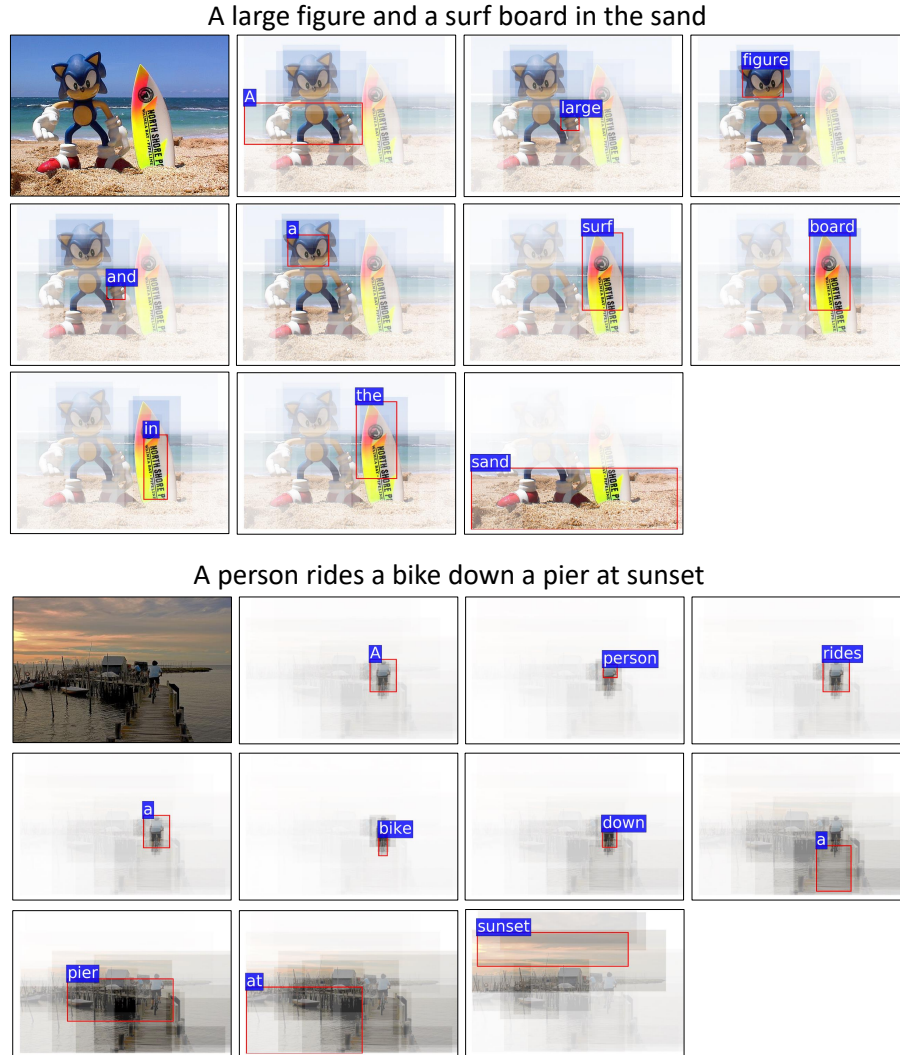 A large figure and a surf board in the sand
A
large
figure
and
a
surf
board
in
the
sand
NORTH SHORE
A person rides a bike down a pier at sunset
A
person
rides
a
bike
down
a
pier
at
sunset